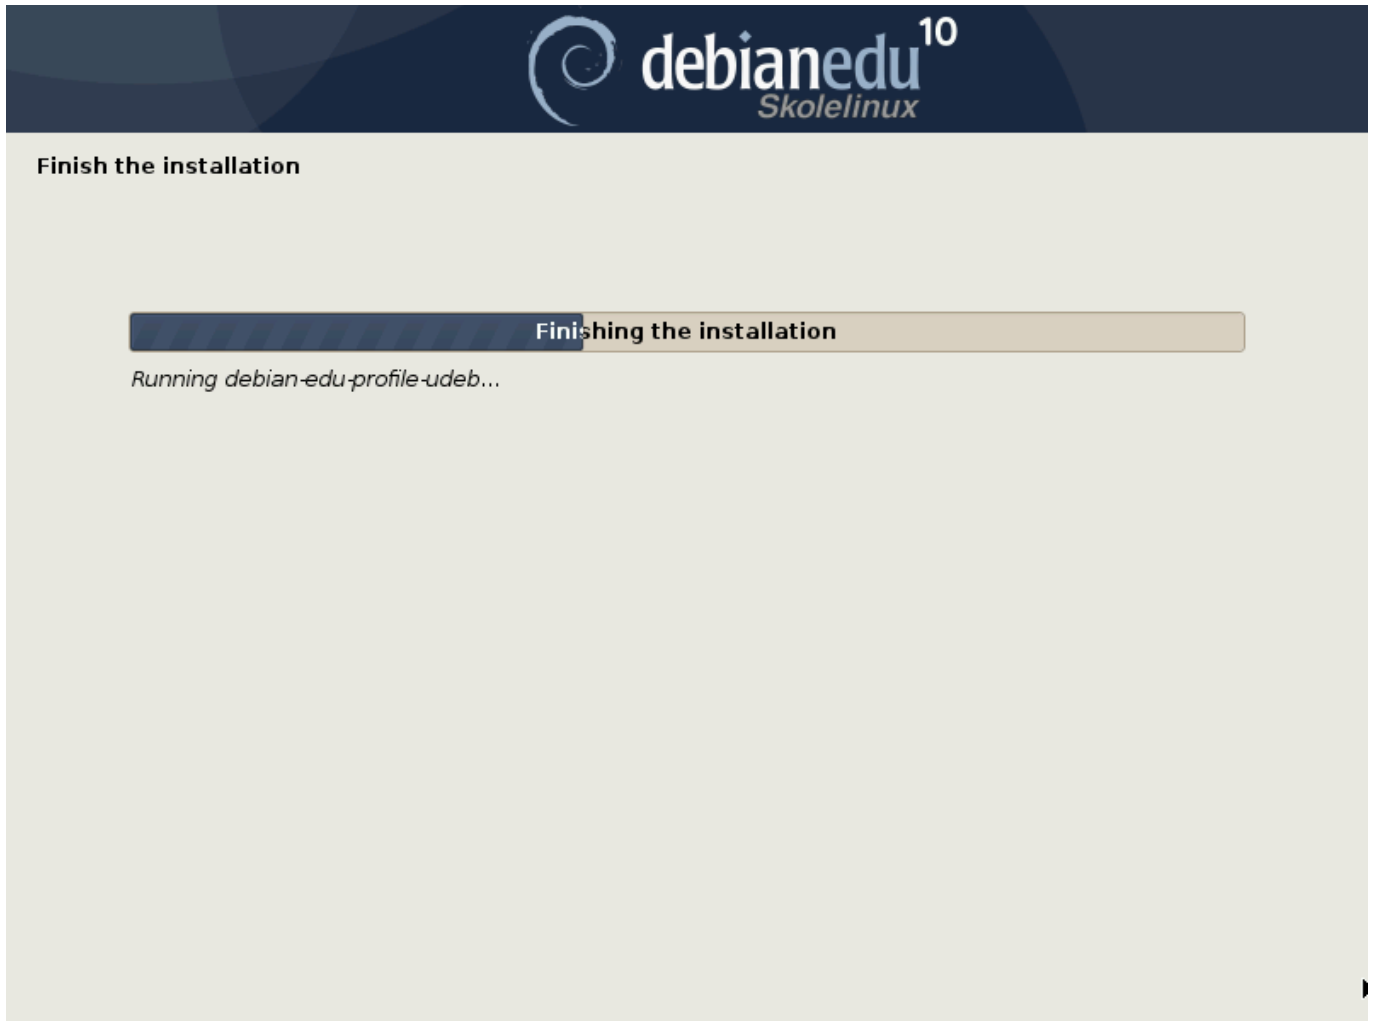 debianedu 10
Skolelinux
Finish the installation
Finishing the installation
Running debian-edu-profile-udeb...